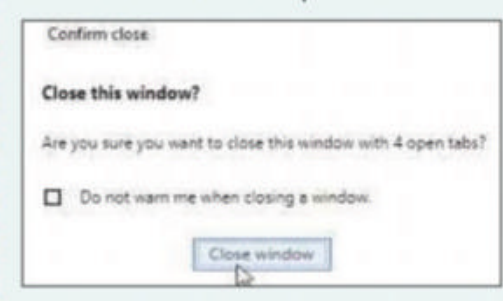 Confirm close
Close this window?
Are you sure you want to close this window with 4 open tabs?
Do not warn me when closing a window.
Close window